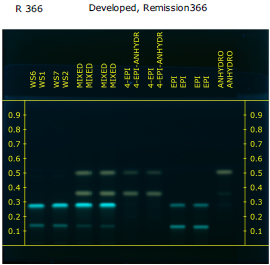 R 366 Developed, Remission366
WS6
WS1
WS7
WS2
MIXED
MIXED
MIXED
MIXED
4-EPI
4-EPI-ANHYDR
4-EPI
4-EPI-ANHYDR
EPI
EPI
EPI
EPI
ANHYDRO
ANHYDRO
0.9 0.9
0.8 0.8
0.7 0.7
0.6 0.6
0.5 0.5
0.4 0.4
0.3 0.3
0.2 0.2
0.1 0.1